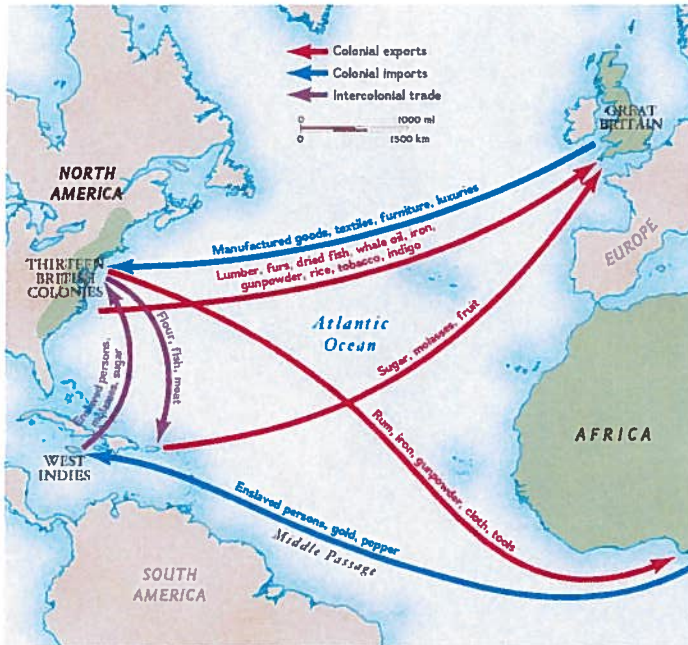 Colonial exports
Colonial imports
Intercolonial trade
0 1000 mi
0 1500 km
GREAT
BRITAIN
NORTH
AMERICA
EUROPE
Manufactured goods, textiles, furniture, luxuries
Lumber, furs, dried fish, whale oil, iron,
gunpowder, rice, tobacco, indigo
THIRTEEN
BRITISH
COLONIES
Atlantic
Ocean
Flour, fish, meat
Sugar, molasses, fruit
Enslaved persons,
molasses, sugar
AFRICA
Rum, iron, gunpowder, cloth, tools
WEST
INDIES
Enslaved persons, gold, pepper
Middle Passage
SOUTH
AMERICA